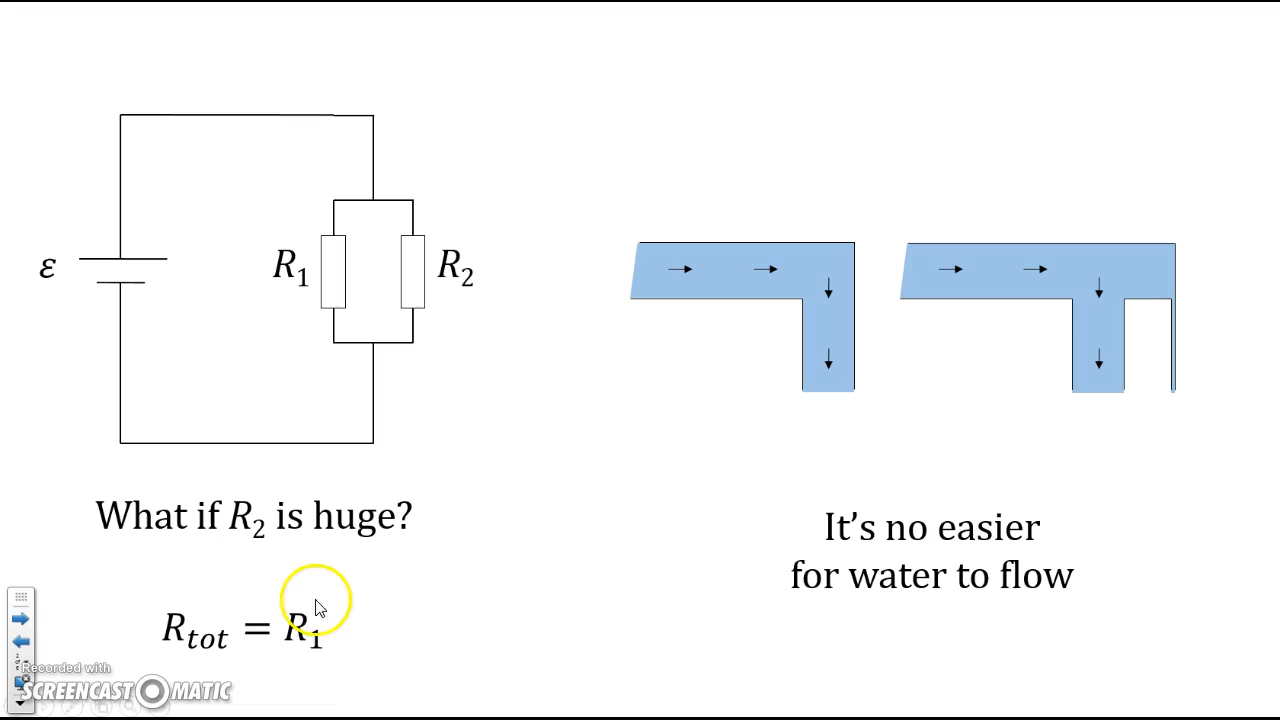 ε
R₁
R₂
What if R₂ is huge?
R_tot = R₁
It's no easier
for water to flow
Recorded with
SCREENCAST MATIC